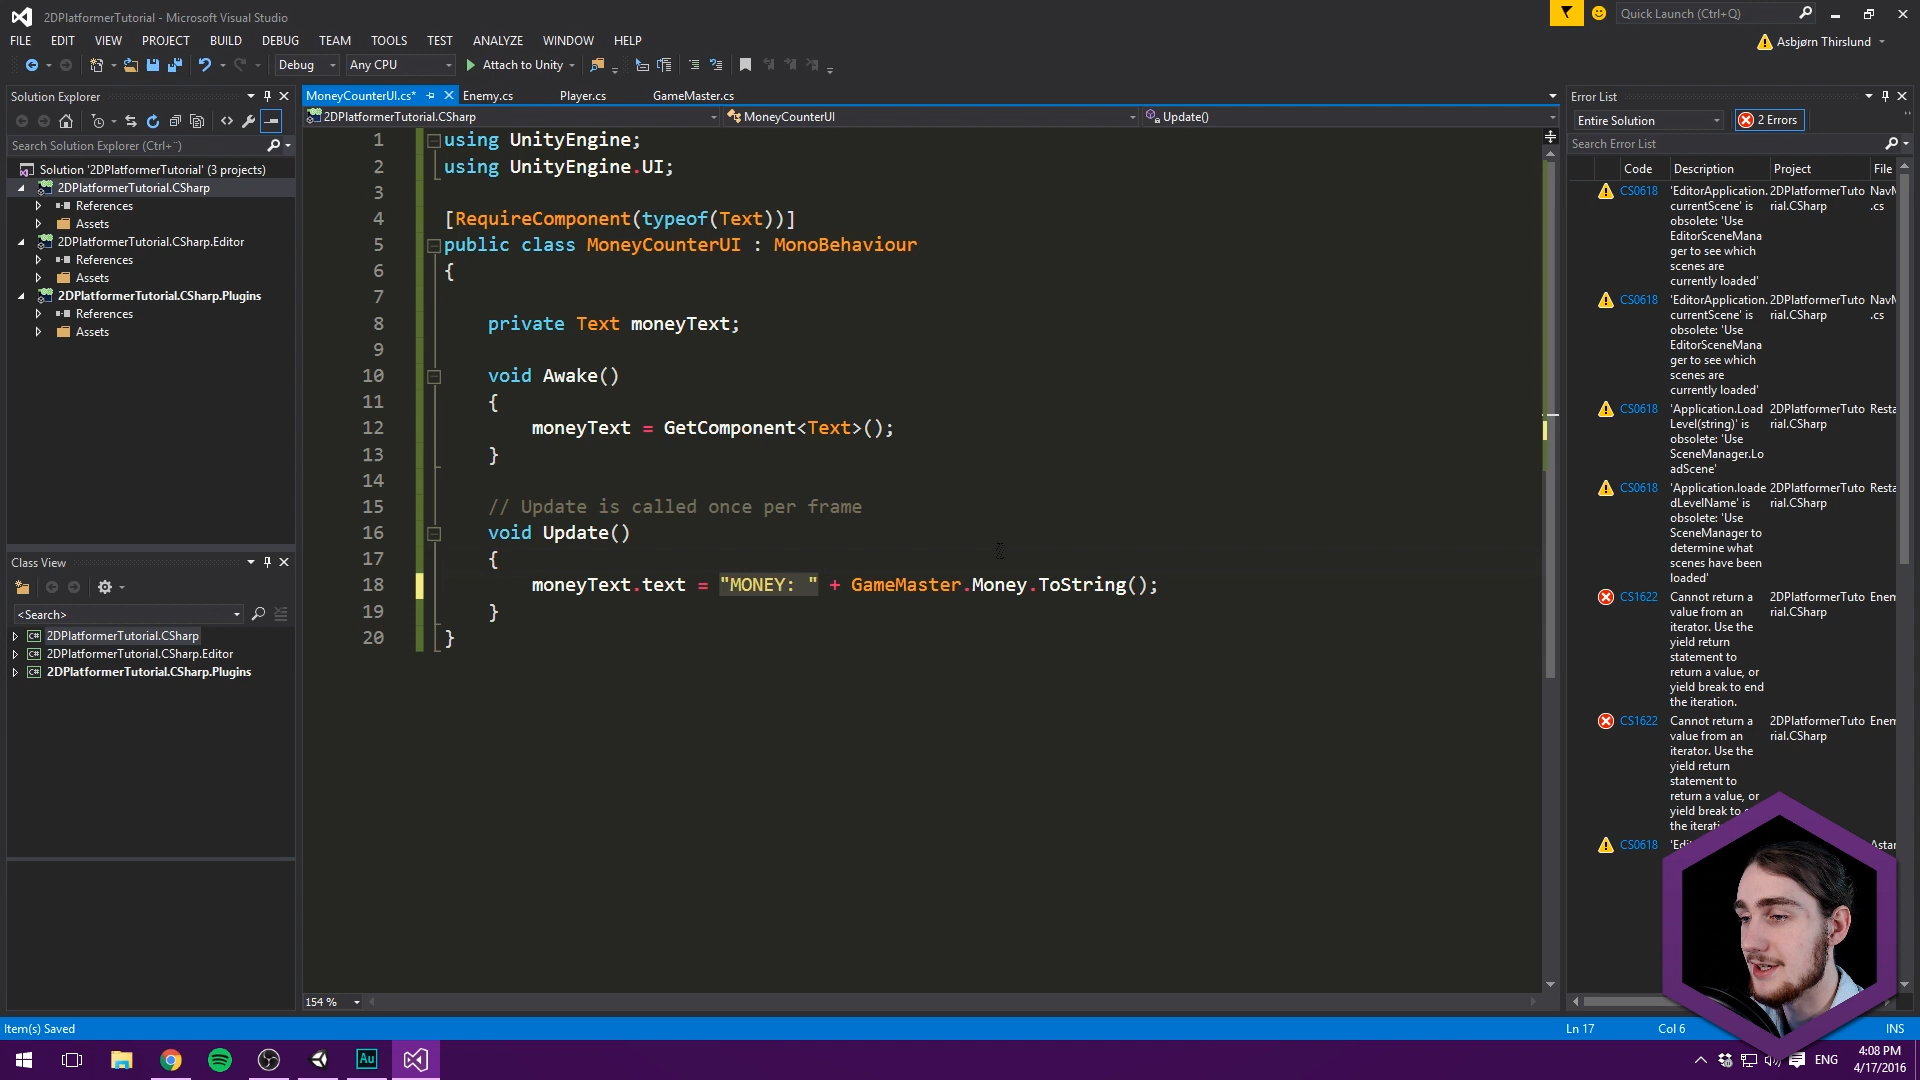 2DPlatformerTutorial - Microsoft Visual Studio
Quick Launch (Ctrl+Q)
FILE EDIT VIEW PROJECT BUILD DEBUG TEAM TOOLS TEST ANALYZE WINDOW HELP
Asbjørn Thirslund
Debug Any CPU Attach to Unity
Solution Explorer
Search Solution Explorer (Ctrl+¨)
Solution '2DPlatformerTutorial' (3 projects)
2DPlatformerTutorial.CSharp
References
Assets
2DPlatformerTutorial.CSharp.Editor
References
Assets
2DPlatformerTutorial.CSharp.Plugins
References
Assets
Class View
<Search>
2DPlatformerTutorial.CSharp
2DPlatformerTutorial.CSharp.Editor
2DPlatformerTutorial.CSharp.Plugins
MoneyCounterUI.cs* Enemy.cs Player.cs GameMaster.cs
2DPlatformerTutorial.CSharp MoneyCounterUI Update()
1 using UnityEngine;
2 using UnityEngine.UI;
3
4 [RequireComponent(typeof(Text))]
5 public class MoneyCounterUI : MonoBehaviour
6 {
7
8 private Text moneyText;
9
10 void Awake()
11 {
12 moneyText = GetComponent<Text>();
13 }
14
15 // Update is called once per frame
16 void Update()
17 {
18 moneyText.text = "MONEY: " + GameMaster.Money.ToString();
19 }
20 }
154 %
Error List
Entire Solution 2 Errors
Search Error List
Code Description Project File
CS0618 'EditorApplication. 2DPlatformerTuto NavM
currentScene' is rial.CSharp .cs
obsolete: 'Use
EditorSceneMana
ger to see which
scenes are
currently loaded'
CS0618 'EditorApplication. 2DPlatformerTuto NavM
currentScene' is rial.CSharp .cs
obsolete: 'Use
EditorSceneMana
ger to see which
scenes are
currently loaded'
CS0618 'Application.Load 2DPlatformerTuto Resta
Level(string)' is rial.CSharp
obsolete: 'Use
SceneManager.Lo
adScene'
CS0618 'Application.loade 2DPlatformerTuto Resta
dLevelName' is rial.CSharp
obsolete: 'Use
SceneManager to
determine what
scenes have been
loaded'
CS1622 Cannot return a 2DPlatformerTuto Enem
value from an rial.CSharp
iterator. Use the
yield return
statement to
return a value, or
yield break to end
the iteration.
CS1622 Cannot return a 2DPlatformerTuto Enem
value from an rial.CSharp
iterator. Use the
yield return
statement to
return a value, or
yield break to
the iterati
CS0618 'Edi Astar
Item(s) Saved Ln 17 Col 6 INS
Au
ENG
4:08 PM
4/17/2016